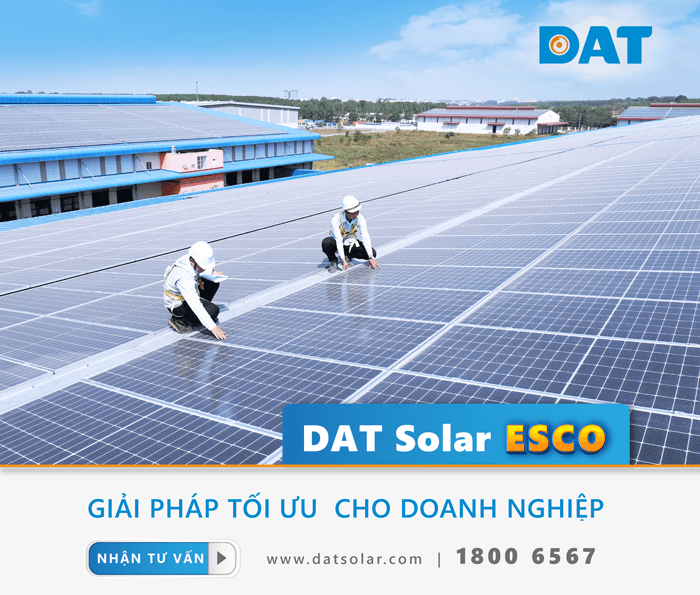 DAT
DAT Solar ESCO
GIẢI PHÁP TỐI ƯU CHO DOANH NGHIỆP
NHẬN TƯ VẤN
www.datsolar.com | 1800 6567